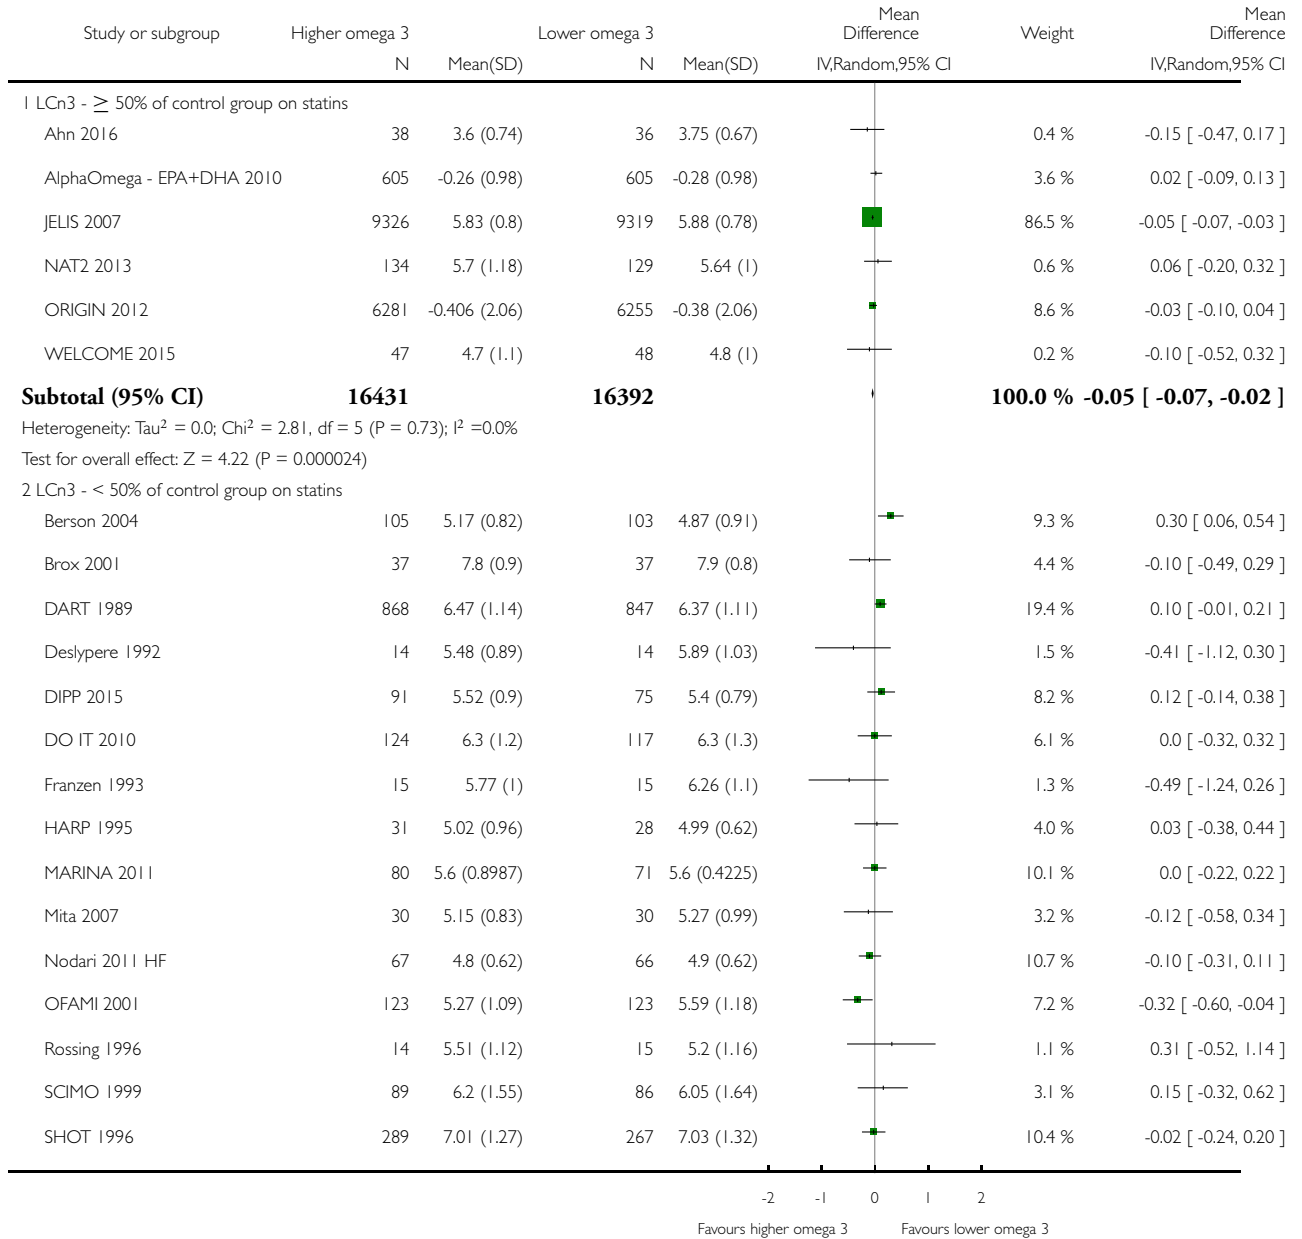 Study or subgroup Higher omega 3 Lower omega 3 Mean Difference Weight Mean Difference
N Mean(SD) N Mean(SD) IV,Random,95% CI IV,Random,95% CI
1 LCn3 - ≥ 50% of control group on statins
Ahn 2016 38 3.6 (0.74) 36 3.75 (0.67) 0.4 % -0.15 [ -0.47, 0.17 ]
AlphaOmega - EPA+DHA 2010 605 -0.26 (0.98) 605 -0.28 (0.98) 3.6 % 0.02 [ -0.09, 0.13 ]
JELIS 2007 9326 5.83 (0.8) 9319 5.88 (0.78) 86.5 % -0.05 [ -0.07, -0.03 ]
NAT2 2013 134 5.7 (1.18) 129 5.64 (1) 0.6 % 0.06 [ -0.20, 0.32 ]
ORIGIN 2012 6281 -0.406 (2.06) 6255 -0.38 (2.06) 8.6 % -0.03 [ -0.10, 0.04 ]
WELCOME 2015 47 4.7 (1.1) 48 4.8 (1) 0.2 % -0.10 [ -0.52, 0.32 ]
Subtotal (95% CI) 16431 16392 100.0 % -0.05 [ -0.07, -0.02 ]
Heterogeneity: Tau² = 0.0; Chi² = 2.81, df = 5 (P = 0.73); I² =0.0%
Test for overall effect: Z = 4.22 (P = 0.000024)
2 LCn3 - < 50% of control group on statins
Berson 2004 105 5.17 (0.82) 103 4.87 (0.91) 9.3 % 0.30 [ 0.06, 0.54 ]
Brox 2001 37 7.8 (0.9) 37 7.9 (0.8) 4.4 % -0.10 [ -0.49, 0.29 ]
DART 1989 868 6.47 (1.14) 847 6.37 (1.11) 19.4 % 0.10 [ -0.01, 0.21 ]
Deslypere 1992 14 5.48 (0.89) 14 5.89 (1.03) 1.5 % -0.41 [ -1.12, 0.30 ]
DIPP 2015 91 5.52 (0.9) 75 5.4 (0.79) 8.2 % 0.12 [ -0.14, 0.38 ]
DO IT 2010 124 6.3 (1.2) 117 6.3 (1.3) 6.1 % 0.0 [ -0.32, 0.32 ]
Franzen 1993 15 5.77 (1) 15 6.26 (1.1) 1.3 % -0.49 [ -1.24, 0.26 ]
HARP 1995 31 5.02 (0.96) 28 4.99 (0.62) 4.0 % 0.03 [ -0.38, 0.44 ]
MARINA 2011 80 5.6 (0.8987) 71 5.6 (0.4225) 10.1 % 0.0 [ -0.22, 0.22 ]
Mita 2007 30 5.15 (0.83) 30 5.27 (0.99) 3.2 % -0.12 [ -0.58, 0.34 ]
Nodari 2011 HF 67 4.8 (0.62) 66 4.9 (0.62) 10.7 % -0.10 [ -0.31, 0.11 ]
OFAMI 2001 123 5.27 (1.09) 123 5.59 (1.18) 7.2 % -0.32 [ -0.60, -0.04 ]
Rossing 1996 14 5.51 (1.12) 15 5.2 (1.16) 1.1 % 0.31 [ -0.52, 1.14 ]
SCIMO 1999 89 6.2 (1.55) 86 6.05 (1.64) 3.1 % 0.15 [ -0.32, 0.62 ]
SHOT 1996 289 7.01 (1.27) 267 7.03 (1.32) 10.4 % -0.02 [ -0.24, 0.20 ]
-2 -1 0 1 2
Favours higher omega 3 Favours lower omega 3